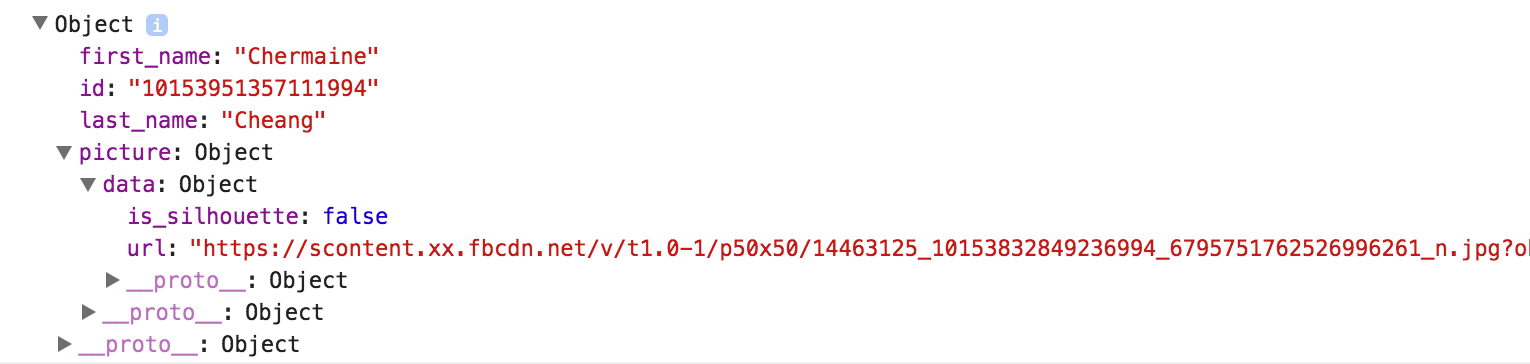 Object i
first_name: "Chermaine"
id: "10153951357111994"
last_name: "Cheang"
picture: Object
data: Object
is_silhouette: false
url: "https://scontent.xx.fbcdn.net/v/t1.0-1/p50x50/14463125_10153832849236994_6795751762526996261_n.jpg?o
__proto__: Object
__proto__: Object
__proto__: Object